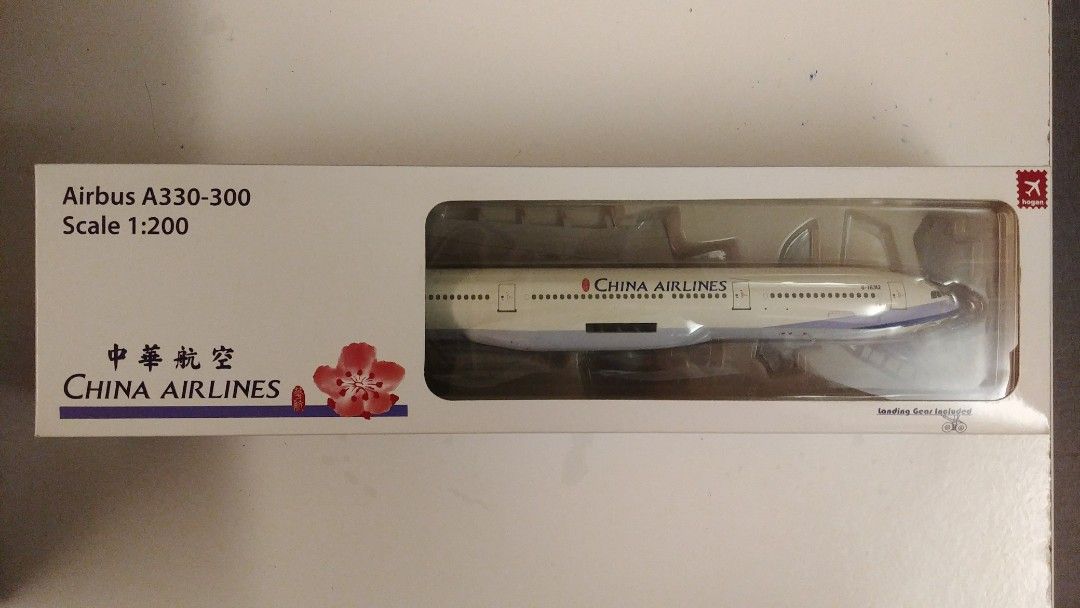 Airbus A330-300
Scale 1:200
hogan
CHINA AIRLINES
中華航空
CHINA AIRLINES
Landing Gear Included